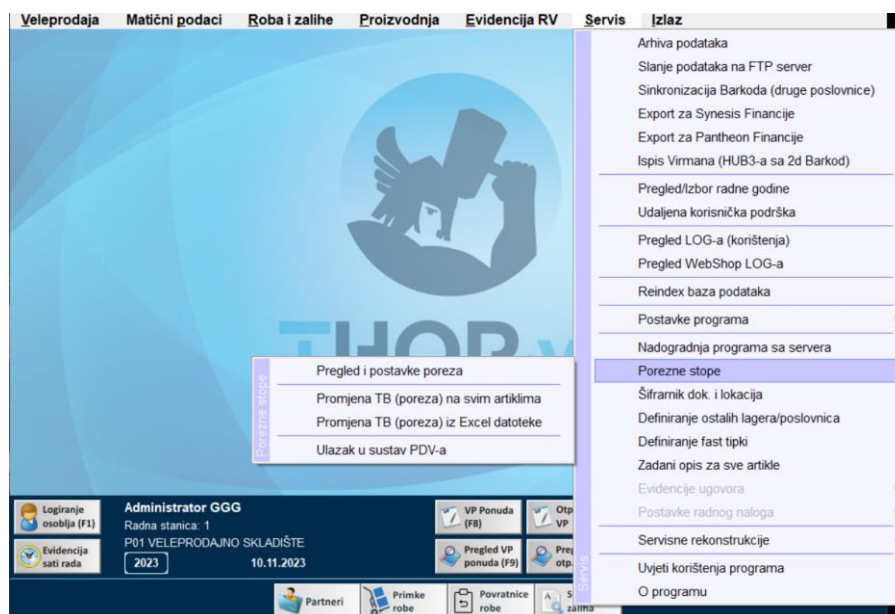 Veleprodaja Matični podaci Roba i zalihe Proizvodnja Evidencija RV Servis Izlaz
Arhiva podataka
Slanje podataka na FTP server
Sinkronizacija Barkoda (druge poslovnice)
Export za Synesis Financije
Export za Pantheon Financije
Ispis Virmana (HUB3-a sa 2d Barkod)
Pregled/Izbor radne godine
Udaljena korisnička podrška
Pregled LOG-a (korištenja)
Pregled WebShop LOG-a
Reindex baza podataka
Postavke programa
Nadogradnja programa sa servera
Porezne stope
Šifrarnik dok. i lokacija
Definiranje ostalih lagera/poslovnica
Definiranje fast tipki
Zadani opis za sve artikle
Evidencije ugovora
Postavke radnog naloga
Servisne rekonstrukcije
Uvjeti korištenja programa
O programu
Servis
THOR.v
Pregled i postavke poreza
Promjena TB (poreza) na svim artiklima
Promjena TB (poreza) iz Excel datoteke
Ulazak u sustav PDV-a
Porezne stope
Logiranje
osoblja (F1)
Evidencija
sati rada
Administrator GGG
Radna stanica: 1
P01 VELEPRODAJNO SKLADIŠTE
2023 10.11.2023
VP Ponuda
(F8)
Otp
VP
Pregled VP
ponuda (F9)
Preg
otp.
Partneri
Primke
robe
Povratnice
robe
S
zaliha